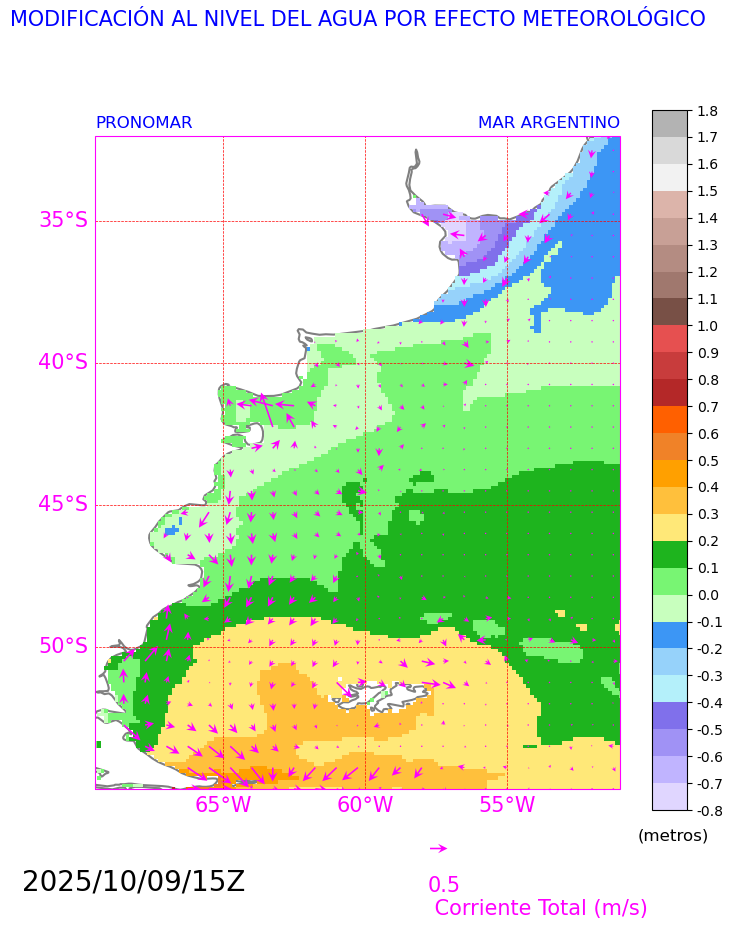 MODIFICACIÓN AL NIVEL DEL AGUA POR EFECTO METEOROLÓGICO
PRONOMAR
MAR ARGENTINO
35°S
40°S
45°S
50°S
65°W
60°W
55°W
1.8
1.7
1.6
1.5
1.4
1.3
1.2
1.1
1.0
0.9
0.8
0.7
0.6
0.5
0.4
0.3
0.2
0.1
0.0
-0.1
-0.2
-0.3
-0.4
-0.5
-0.6
-0.7
-0.8
(metros)
2025/10/09/15Z
0.5
Corriente Total (m/s)